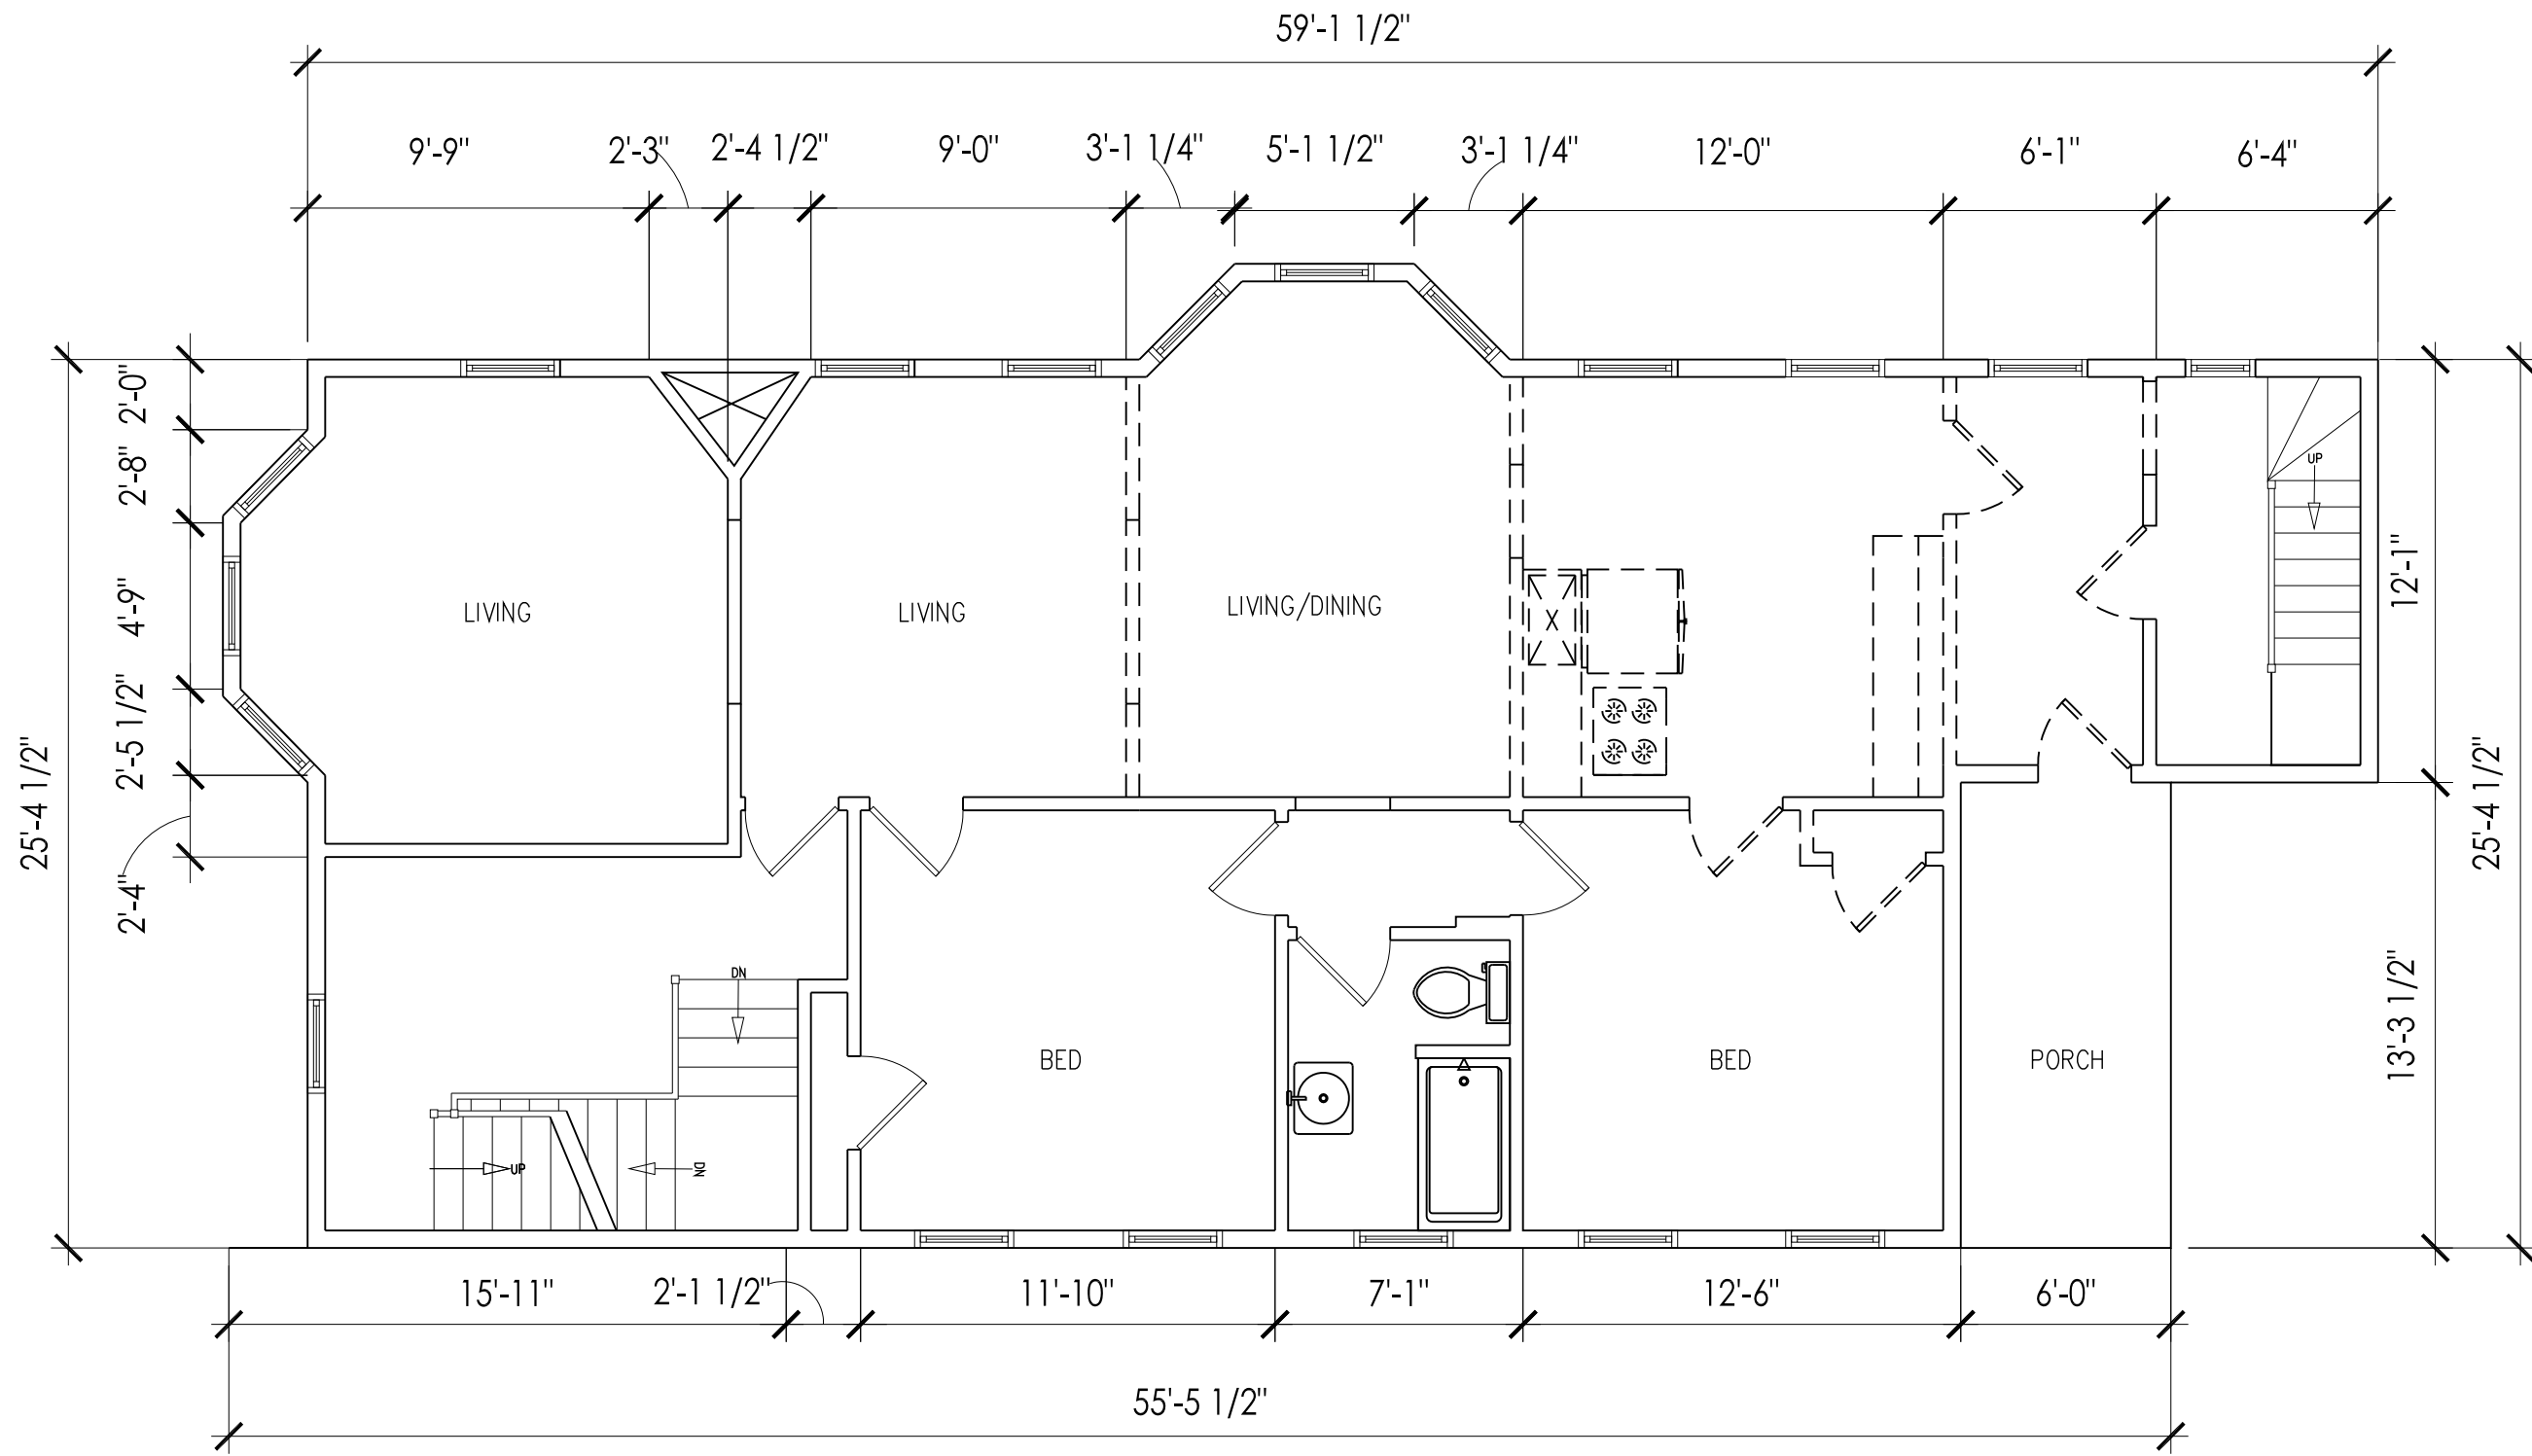 59'-1 1/2"
9'-9" 2'-3" 2'-4 1/2" 9'-0" 3'-1 1/4" 5'-1 1/2" 3'-1 1/4" 12'-0" 6'-1" 6'-4"
2'-0"
2'-8"
4'-9"
2'-5 1/2"
2'-4"
25'-4 1/2"
UP
LIVING LIVING LIVING/DINING
12'-1"
25'-4 1/2"
13'-3 1/2"
DN
BED BED PORCH
UP DN
15'-11" 2'-1 1/2" 11'-10" 7'-1" 12'-6" 6'-0"
55'-5 1/2"